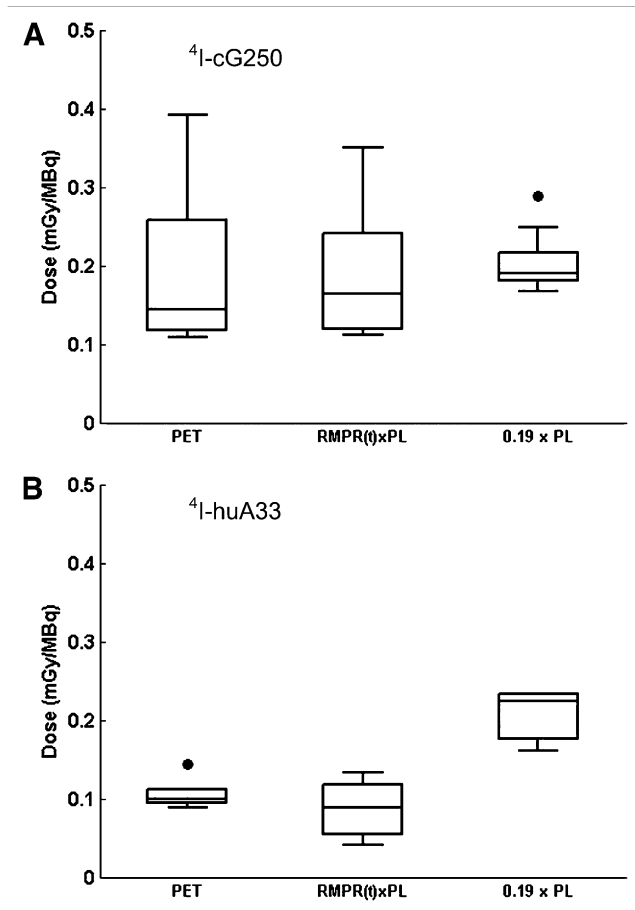 A
⁴I-cG250
0.5
0.4
0.3
0.2
0.1
0
Dose (mGy/MBq)
PET RMPR(t)xPL 0.19 x PL
B
⁴I-huA33
0.5
0.4
0.3
0.2
0.1
0
Dose (mGy/MBq)
PET RMPR(t)xPL 0.19 x PL